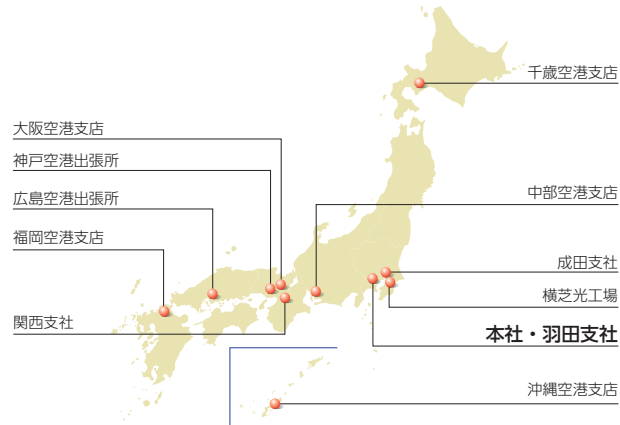 千歳空港支店
大阪空港支店
神戸空港出張所
広島空港出張所
中部空港支店
福岡空港支店
成田支社
横芝光工場
関西支社
本社・羽田支社
沖縄空港支店